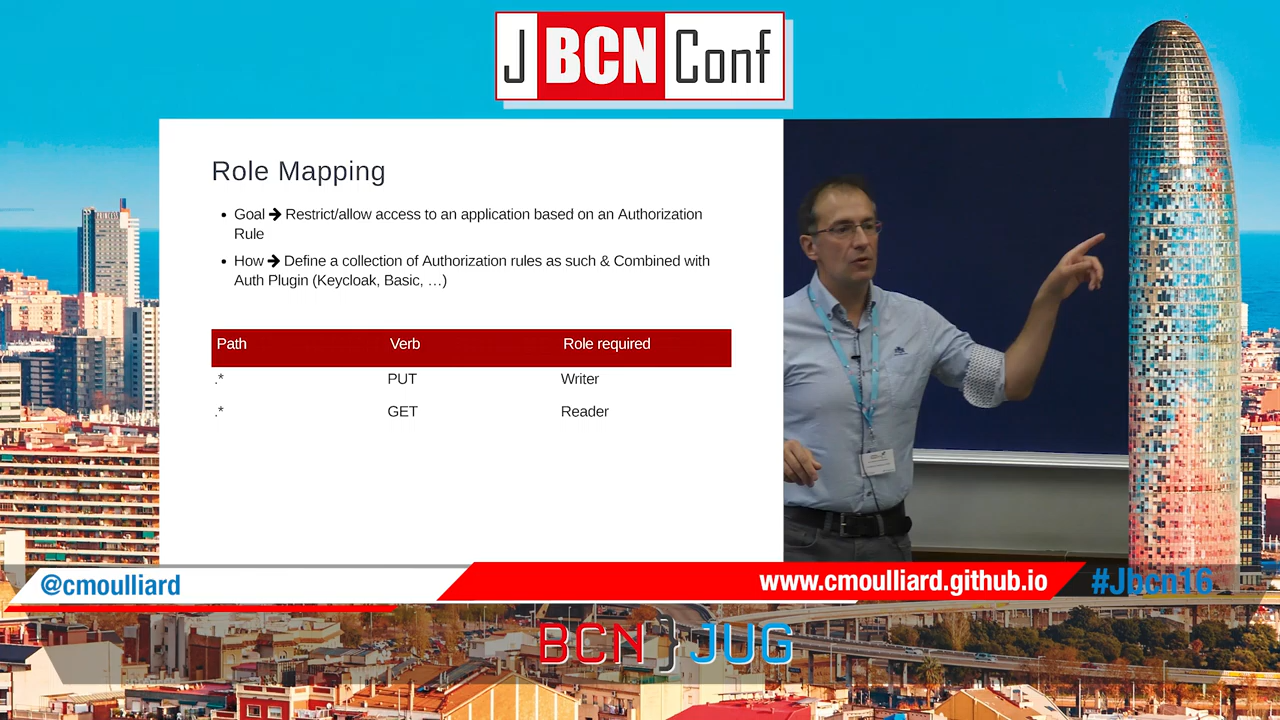 J BCN Conf
Role Mapping
• Goal ➔ Restrict/allow access to an application based on an Authorization
Rule
• How ➔ Define a collection of Authorization rules as such & Combined with
Auth Plugin (Keycloak, Basic, …)
Path Verb Role required
.* PUT Writer
.* GET Reader
@cmoulliard
www.cmoulliard.github.io
#Jbcn16
BCN JUG